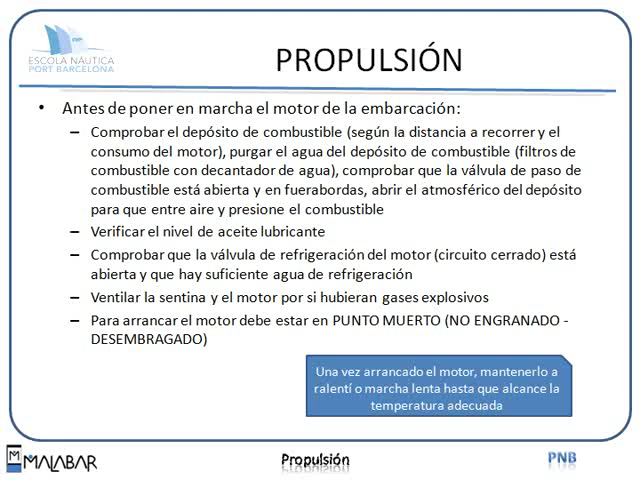 ESCOLA NÀUTICA
PORT BARCELONA
PROPULSIÓN
• Antes de poner en marcha el motor de la embarcación:
– Comprobar el depósito de combustible (según la distancia a recorrer y el
consumo del motor), purgar el agua del depósito de combustible (filtros de
combustible con decantador de agua), comprobar que la válvula de paso de
combustible está abierta y en fuerabordas, abrir el atmosférico del depósito
para que entre aire y presione el combustible
– Verificar el nivel de aceite lubricante
– Comprobar que la válvula de refrigeración del motor (circuito cerrado) está
abierta y que hay suficiente agua de refrigeración
– Ventilar la sentina y el motor por si hubieran gases explosivos
– Para arrancar el motor debe estar en PUNTO MUERTO (NO ENGRANADO -
DESEMBRAGADO)
Una vez arrancado el motor, mantenerlo a
ralentí o marcha lenta hasta que alcance la
temperatura adecuada
MALABAR
Propulsión
PNB